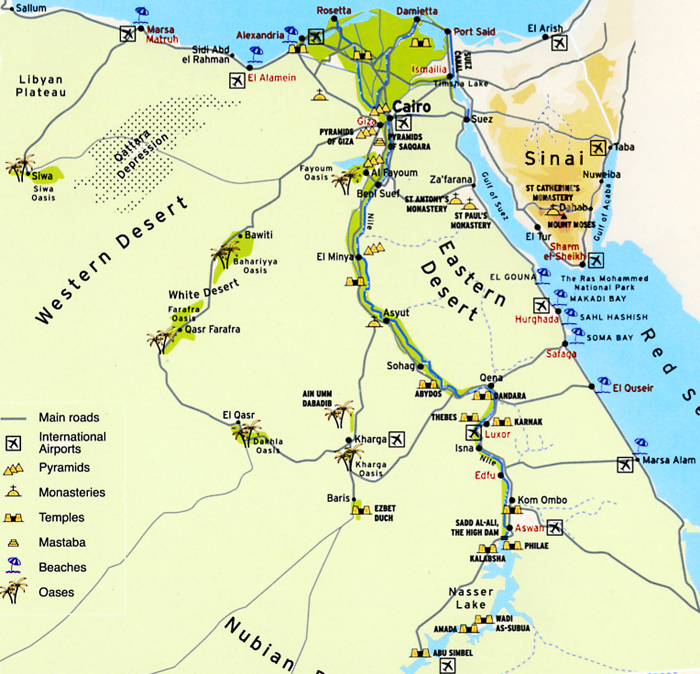 Sallum
Marsa
Matruh
Alexandria
Rosetta
Damietta
Port Said
El Arish
Sidi Abd
el Rahman
El Alamein
Ismailia
SUEZ
CANAL
Timsha Lake
Libyan
Plateau
Qattara
Depression
Cairo
Giza
PYRAMIDS
OF GIZA
PYRAMIDS
OF SAQQARA
Suez
Sinai
Taba
Nuweiba
Siwa
Siwa
Oasis
Fayoum
Oasis
Al Fayoum
Beni Suef
Za'farana
ST ANTONY'S
MONASTERY
ST PAUL'S
MONASTERY
Gulf of Suez
ST CATHERINE'S
MONASTERY
Dahab
MOUNT MOSES
Gulf of Acaba
El Tur
Sharm
el Sheikh
The Ras Mohammed
National Park
Western Desert
Bawiti
Bahariyya
Oasis
White Desert
Farafra
Oasis
Qasr Farafra
Nile
El Minya
Eastern
Desert
EL GOUNA
MAKADI BAY
Hurghada
SAHL HASHISH
SOMA BAY
Safaga
Red Se
Asyut
Sohag
ABYDOS
Qena
DANDARA
El Quseir
AIN UMM
DABADIB
THEBES
KARNAK
Luxor
El Qasr
Dakhla
Oasis
Kharga
Kharga
Oasis
Isna
Nile
Marsa Alam
Edfu
Baris
EZBET
DUCH
Kom Ombo
SADD AL-ALI,
THE HIGH DAM
Aswan
PHILAE
KALABSHA
Nasser
Lake
WADI
AS-SUBUA
AMADA
ABU SIMBEL
Nubian
Main roads
International
Airports
Pyramids
Monasteries
Temples
Mastaba
Beaches
Oases